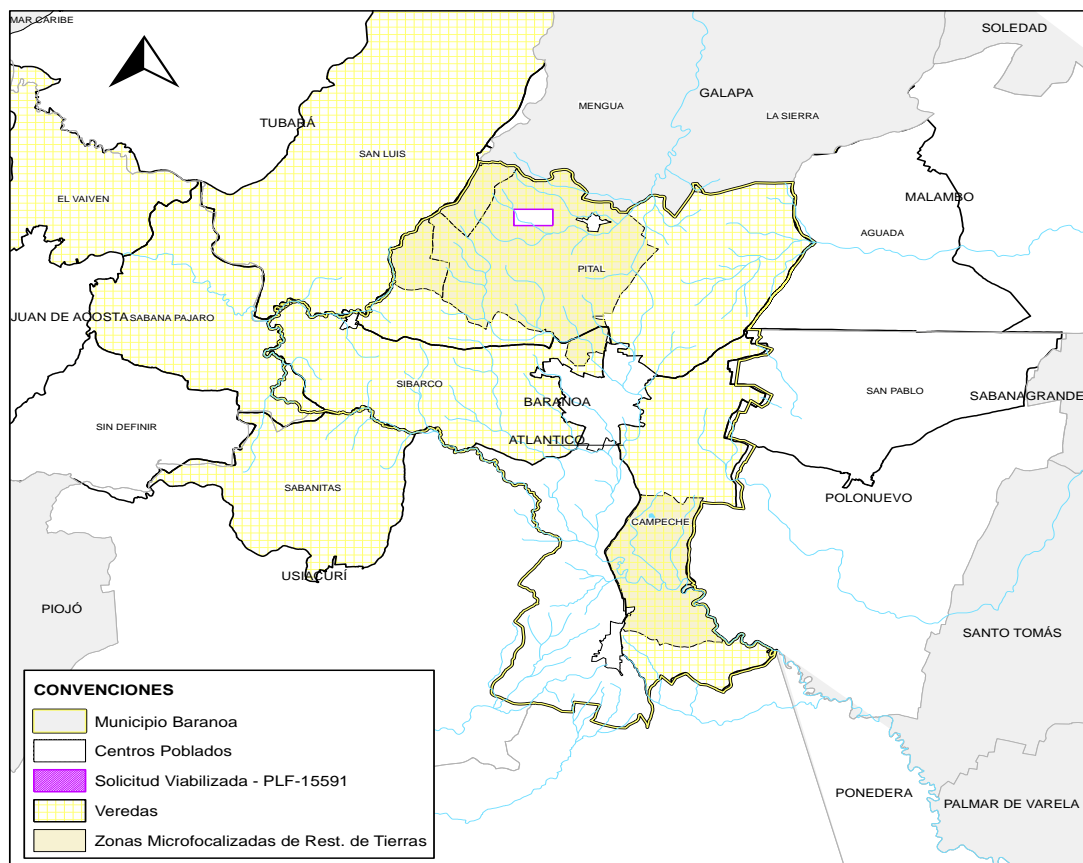 MAR CARIBE
SOLEDAD
GALAPA
MENGUA
LA SIERRA
TUBARÁ
SAN LUIS
EL VAIVEN
MALAMBO
AGUADA
PITAL
JUAN DE ACOSTA
SABANA PAJARO
SIBARCO
BARANOA
SAN PABLO
SABANAGRANDE
SIN DEFINIR
ATLANTICO
SABANITAS
POLONUEVO
CAMPECHE
USIACURÍ
PIOJÓ
SANTO TOMÁS
PONEDERA
PALMAR DE VARELA
CONVENCIONES
Municipio Baranoa
Centros Poblados
Solicitud Viabilizada - PLF-15591
Veredas
Zonas Microfocalizadas de Rest. de Tierras